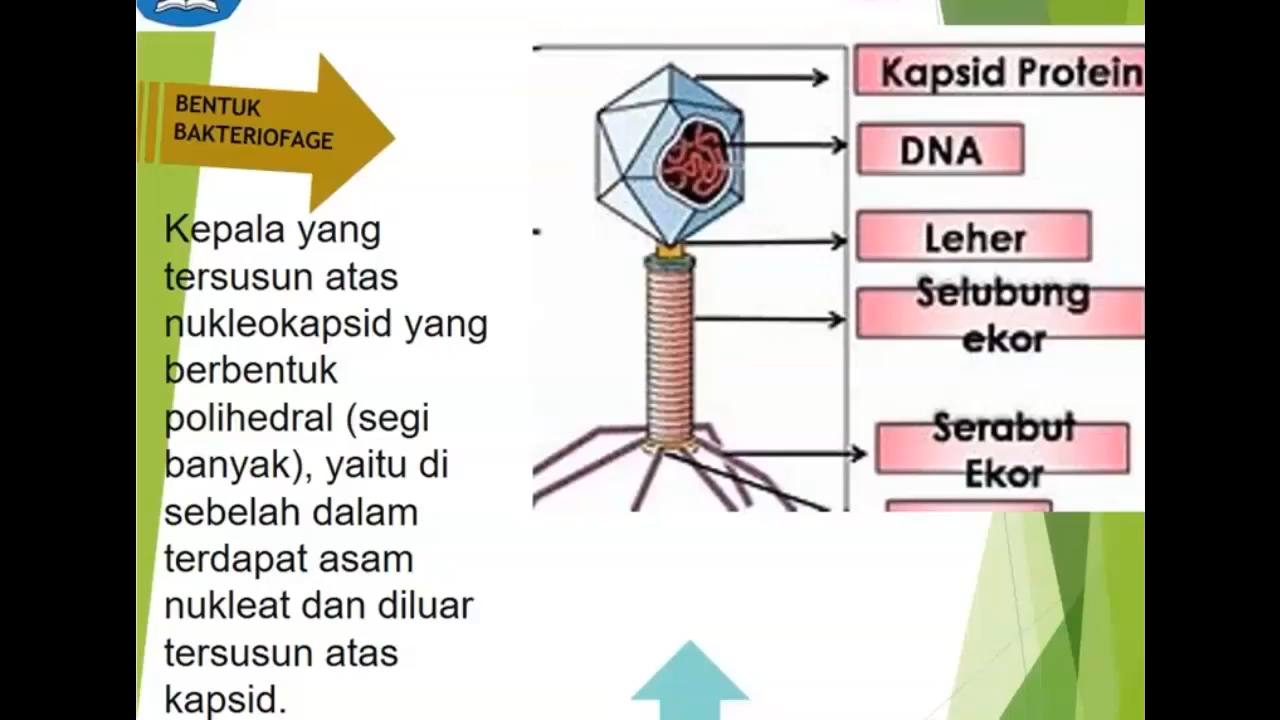 BENTUK
BAKTERIOFAGE
Kepala yang
tersusun atas
nukleokapsid yang
berbentuk
polihedral (segi
banyak), yaitu di
sebelah dalam
terdapat asam
nukleat dan diluar
tersusun atas
kapsid.
Kapsid Protein
DNA
Leher
Selubung
ekor
Serabut
Ekor